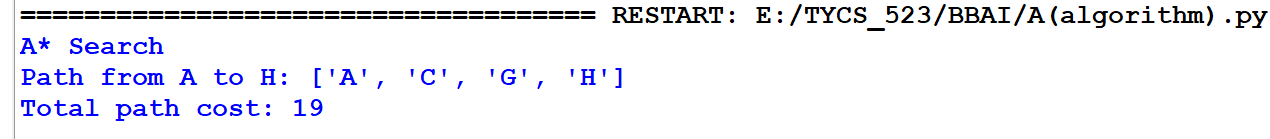 ==================================== RESTART: E:/TYCS_523/BBAI/A(algorithm).py
A* Search
Path from A to H: ['A', 'C', 'G', 'H']
Total path cost: 19